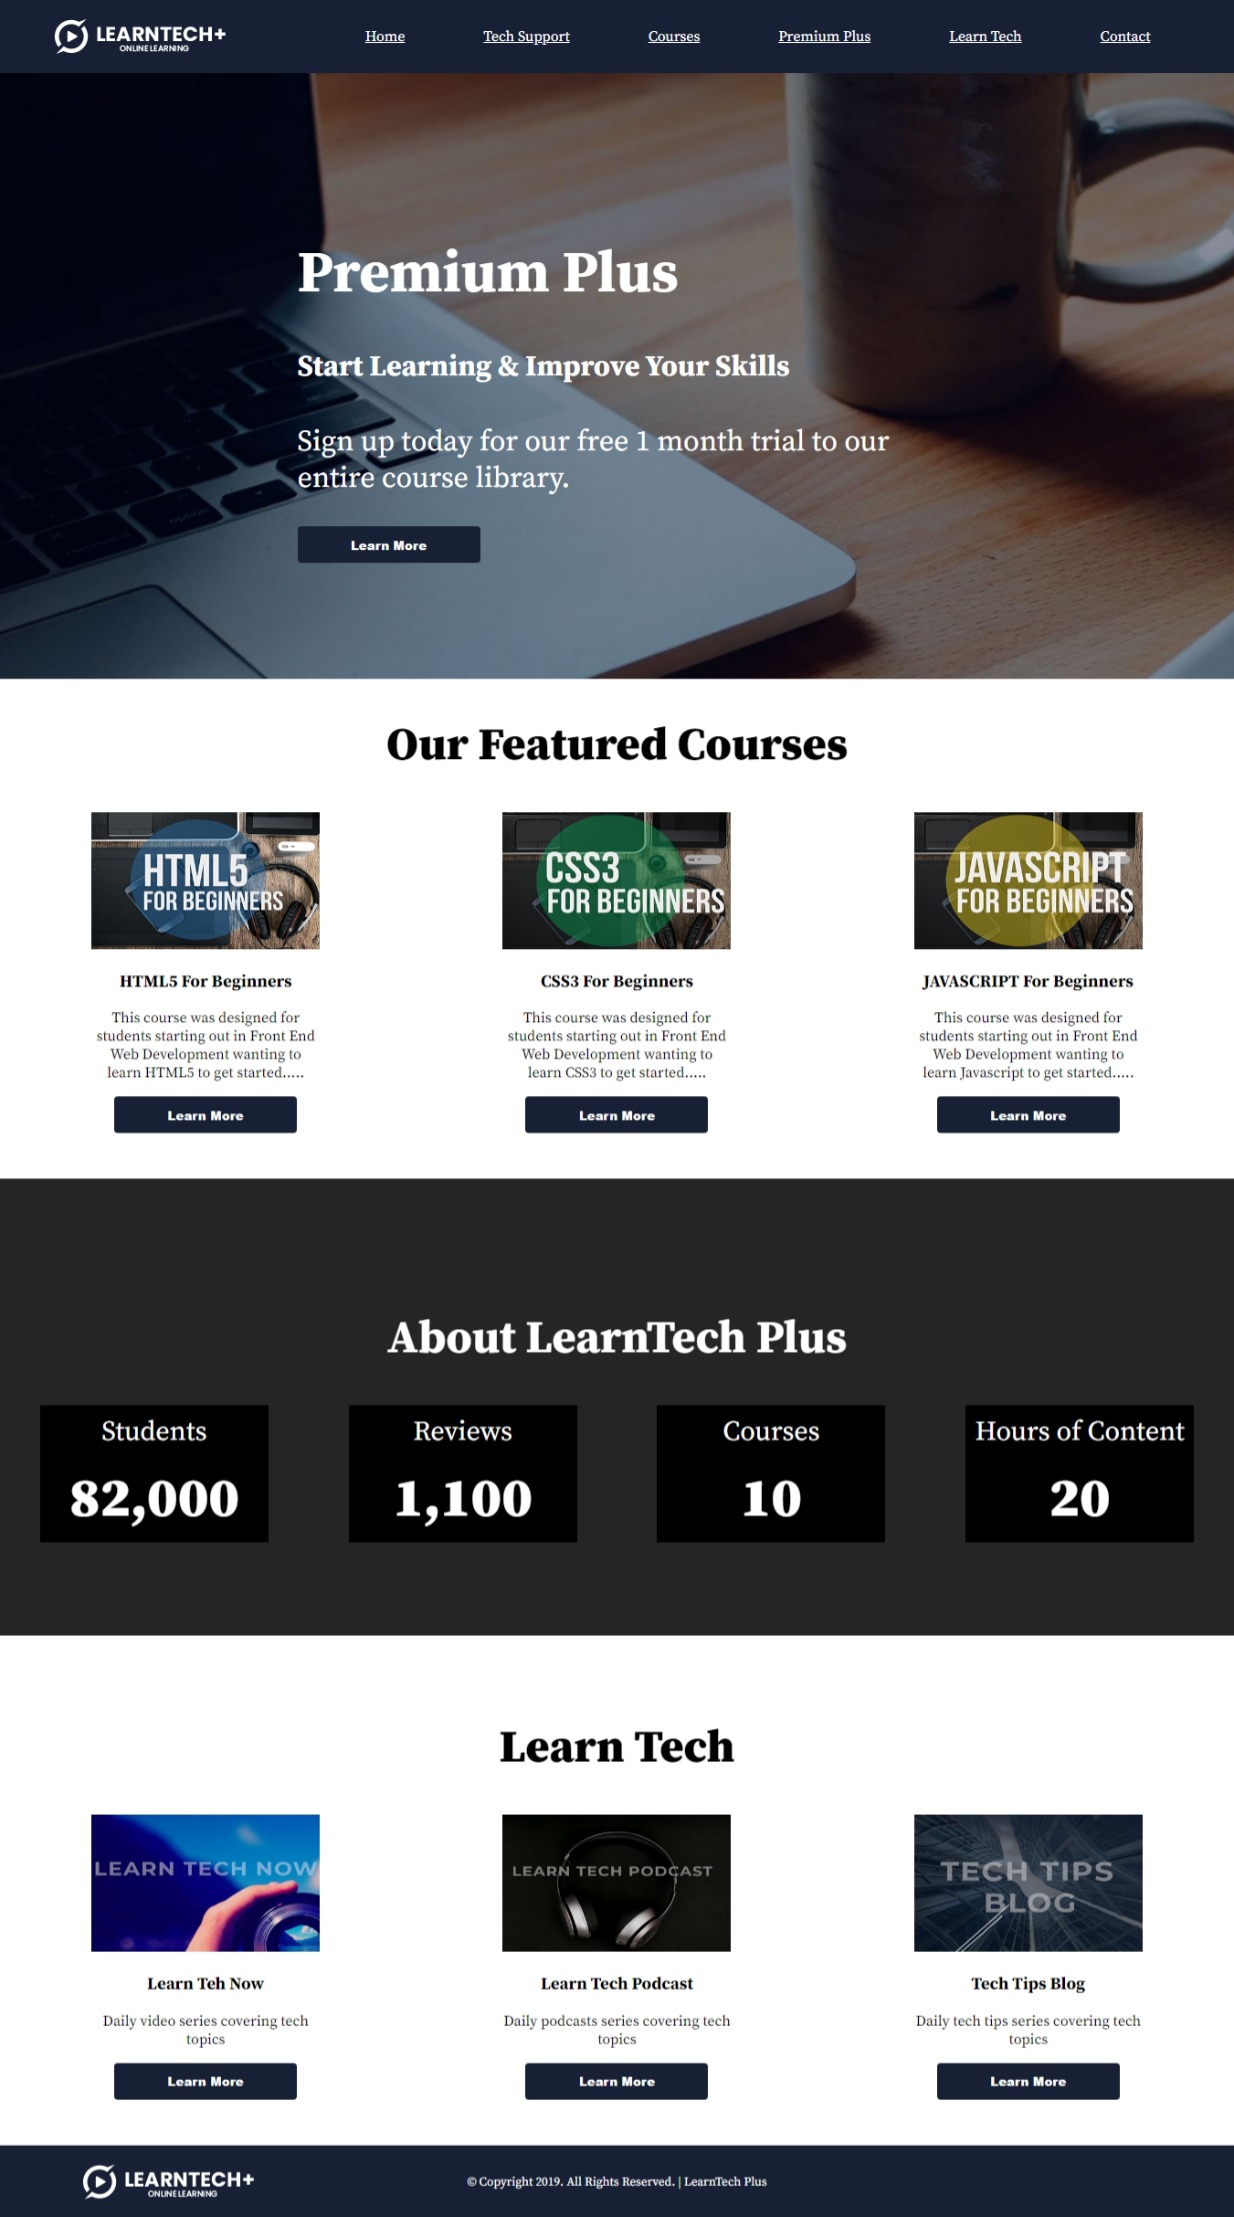 LEARNTECH+
ONLINE LEARNING
Home Tech Support Courses Premium Plus Learn Tech Contact
Premium Plus
Start Learning & Improve Your Skills
Sign up today for our free 1 month trial to our
entire course library.
Learn More
option
Our Featured Courses
HTML5
FOR BEGINNERS
CSS3
FOR BEGINNERS
JAVASCRIPT
FOR BEGINNERS
HTML5 For Beginners
This course was designed for
students starting out in Front End
Web Development wanting to
learn HTML5 to get started.....
Learn More
CSS3 For Beginners
This course was designed for
students starting out in Front End
Web Development wanting to
learn CSS3 to get started.....
Learn More
JAVASCRIPT For Beginners
This course was designed for
students starting out in Front End
Web Development wanting to
learn Javascript to get started.....
Learn More
About LearnTech Plus
Students
82,000
Reviews
1,100
Courses
10
Hours of Content
20
Learn Tech
LEARN TECH NOW
LEARN TECH PODCAST
TECH TIPS
BLOG
Learn Teh Now
Daily video series covering tech
topics
Learn More
Learn Tech Podcast
Daily podcasts series covering tech
topics
Learn More
Tech Tips Blog
Daily tech tips series covering tech
topics
Learn More
LEARNTECH+
ONLINE LEARNING
© Copyright 2019. All Rights Reserved. | LearnTech Plus